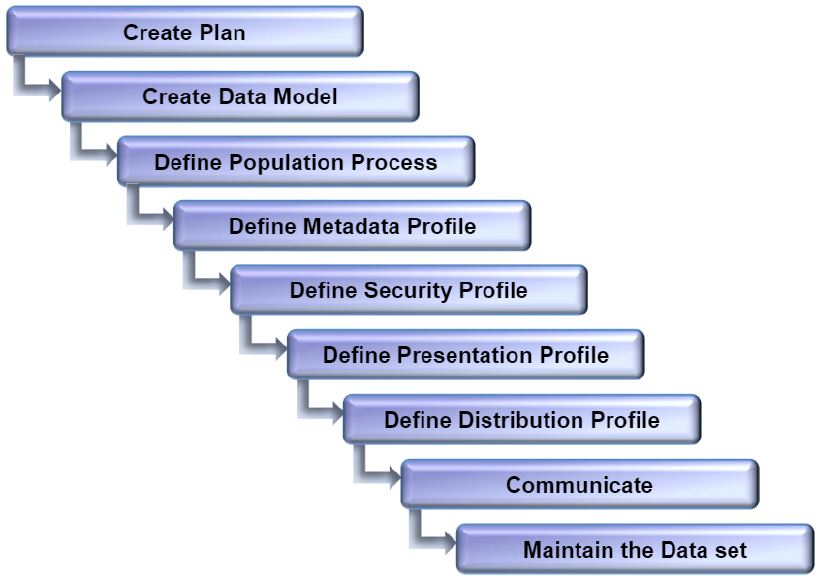 Create Plan
Create Data Model
Define Population Process
Define Metadata Profile
Define Security Profile
Define Presentation Profile
Define Distribution Profile
Communicate
Maintain the Data set